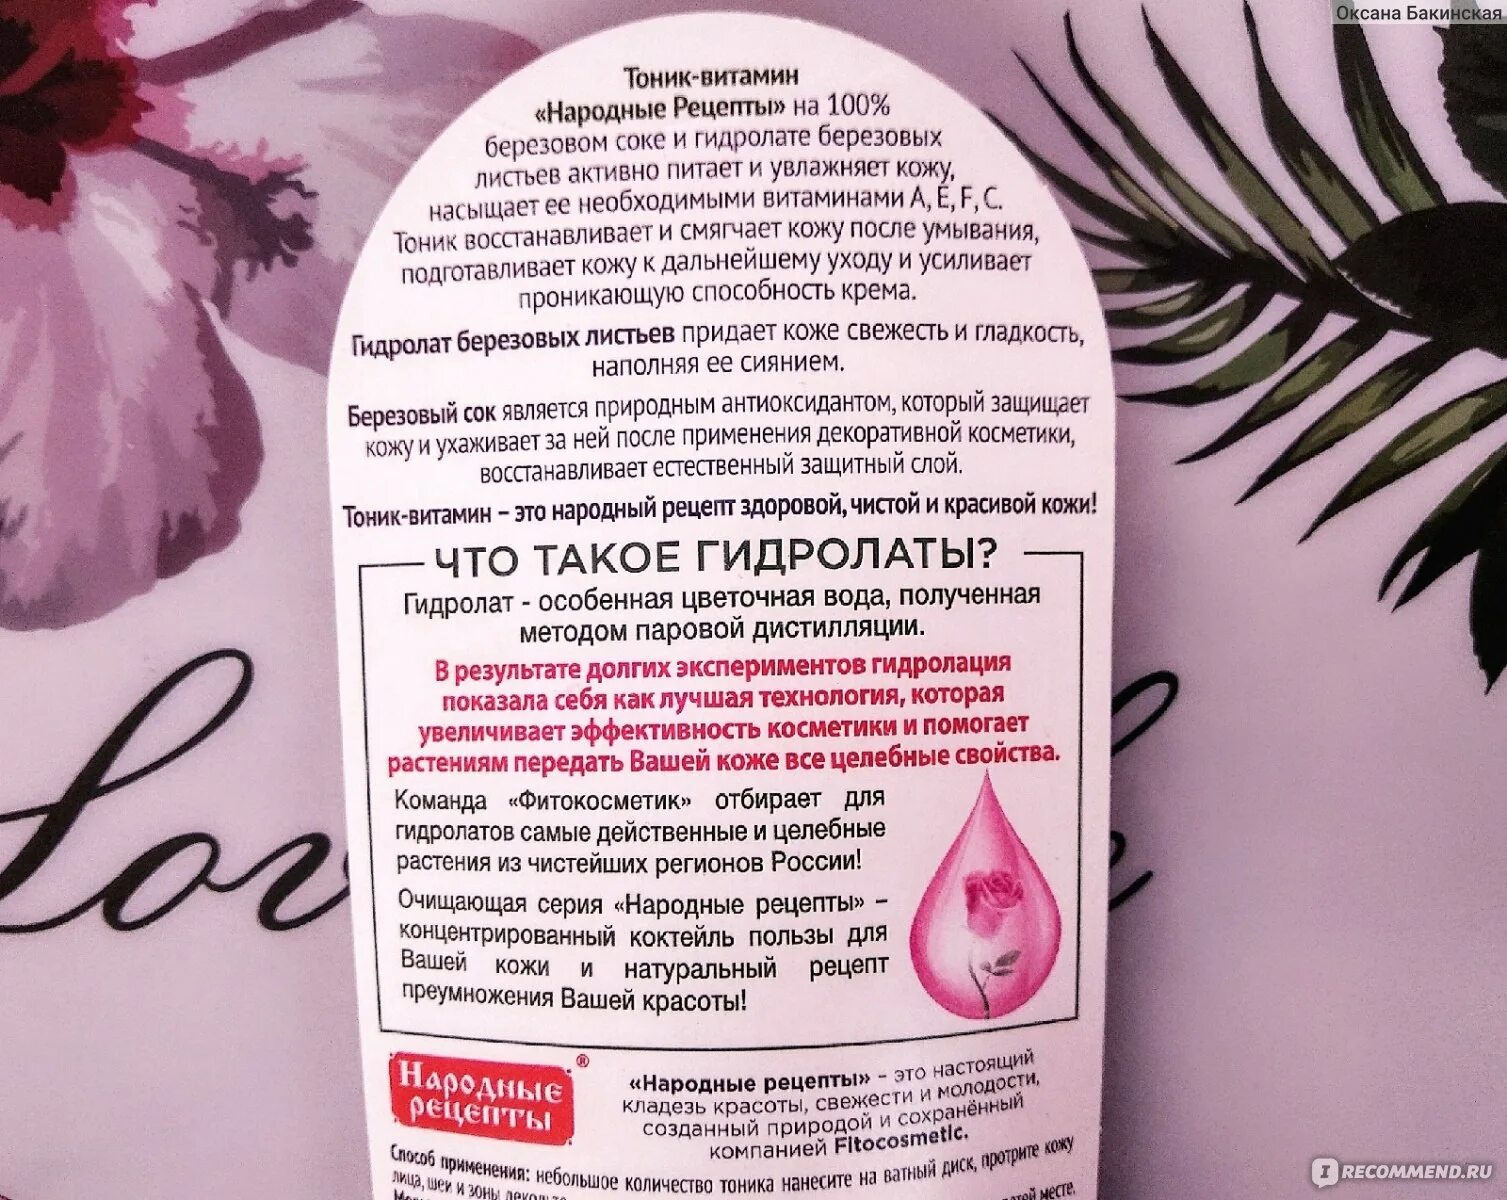 Оксана Бакинская
Тоник-витамин
«Народные Рецепты» на 100%
березовом соке и гидролате березовых
листьев активно питает и увлажняет кожу,
насыщает ее необходимыми витаминами А, Е, F, С.
Тоник восстанавливает и смягчает кожу после умывания,
подготавливает кожу к дальнейшему уходу и усиливает
проникающую способность крема.
Гидролат березовых листьев придает коже свежесть и гладкость,
наполняя ее сиянием.
Березовый сок является природным антиоксидантом, который защищает
кожу и ухаживает за ней после применения декоративной косметики,
восстанавливает естественный защитный слой.
Тоник-витамин – это народный рецепт здоровой, чистой и красивой кожи!
ЧТО ТАКОЕ ГИДРОЛАТЫ?
Гидролат - особенная цветочная вода, полученная
методом паровой дистилляции.
В результате долгих экспериментов гидролация
показала себя как лучшая технология, которая
увеличивает эффективность косметики и помогает
растениям передать Вашей коже все целебные свойства.
Команда «Фитокосметик» отбирает для
гидролатов самые действенные и целебные
растения из чистейших регионов России!
Очищающая серия «Народные рецепты» –
концентрированный коктейль пользы для
Вашей кожи и натуральный рецепт
преумножения Вашей красоты!
Народные ®
рецепты
«Народные рецепты» – это настоящий
кладезь красоты, свежести и молодости,
созданный природой и сохранённый
компанией Fitocosmetic.
Способ применения: небольшое количество тоника нанесите на ватный диск, протрите кожу
лица, шеи и зоны
месте.
Lov
IRECOMMEND.RU